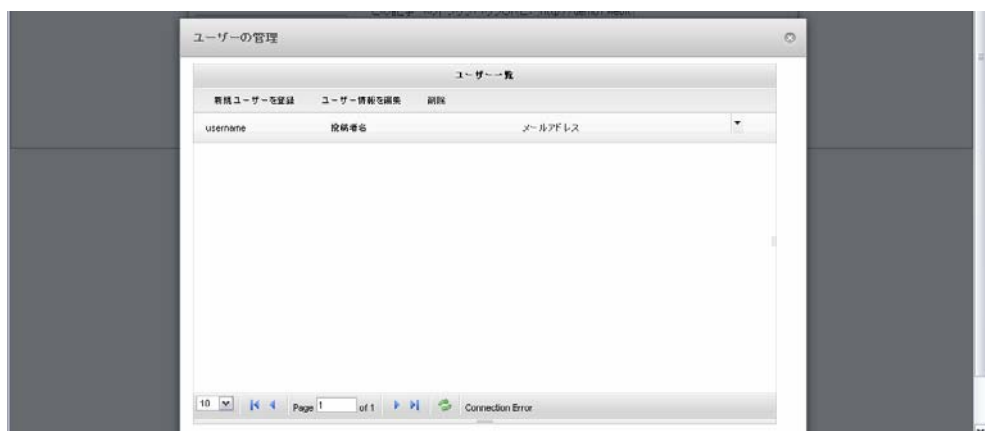 ユーザーの管理
ユーザー一覧
新規ユーザーを登録 ユーザー情報を編集 削除
username 投稿者名 メールアドレス
10 Page 1 of 1 Connection Error